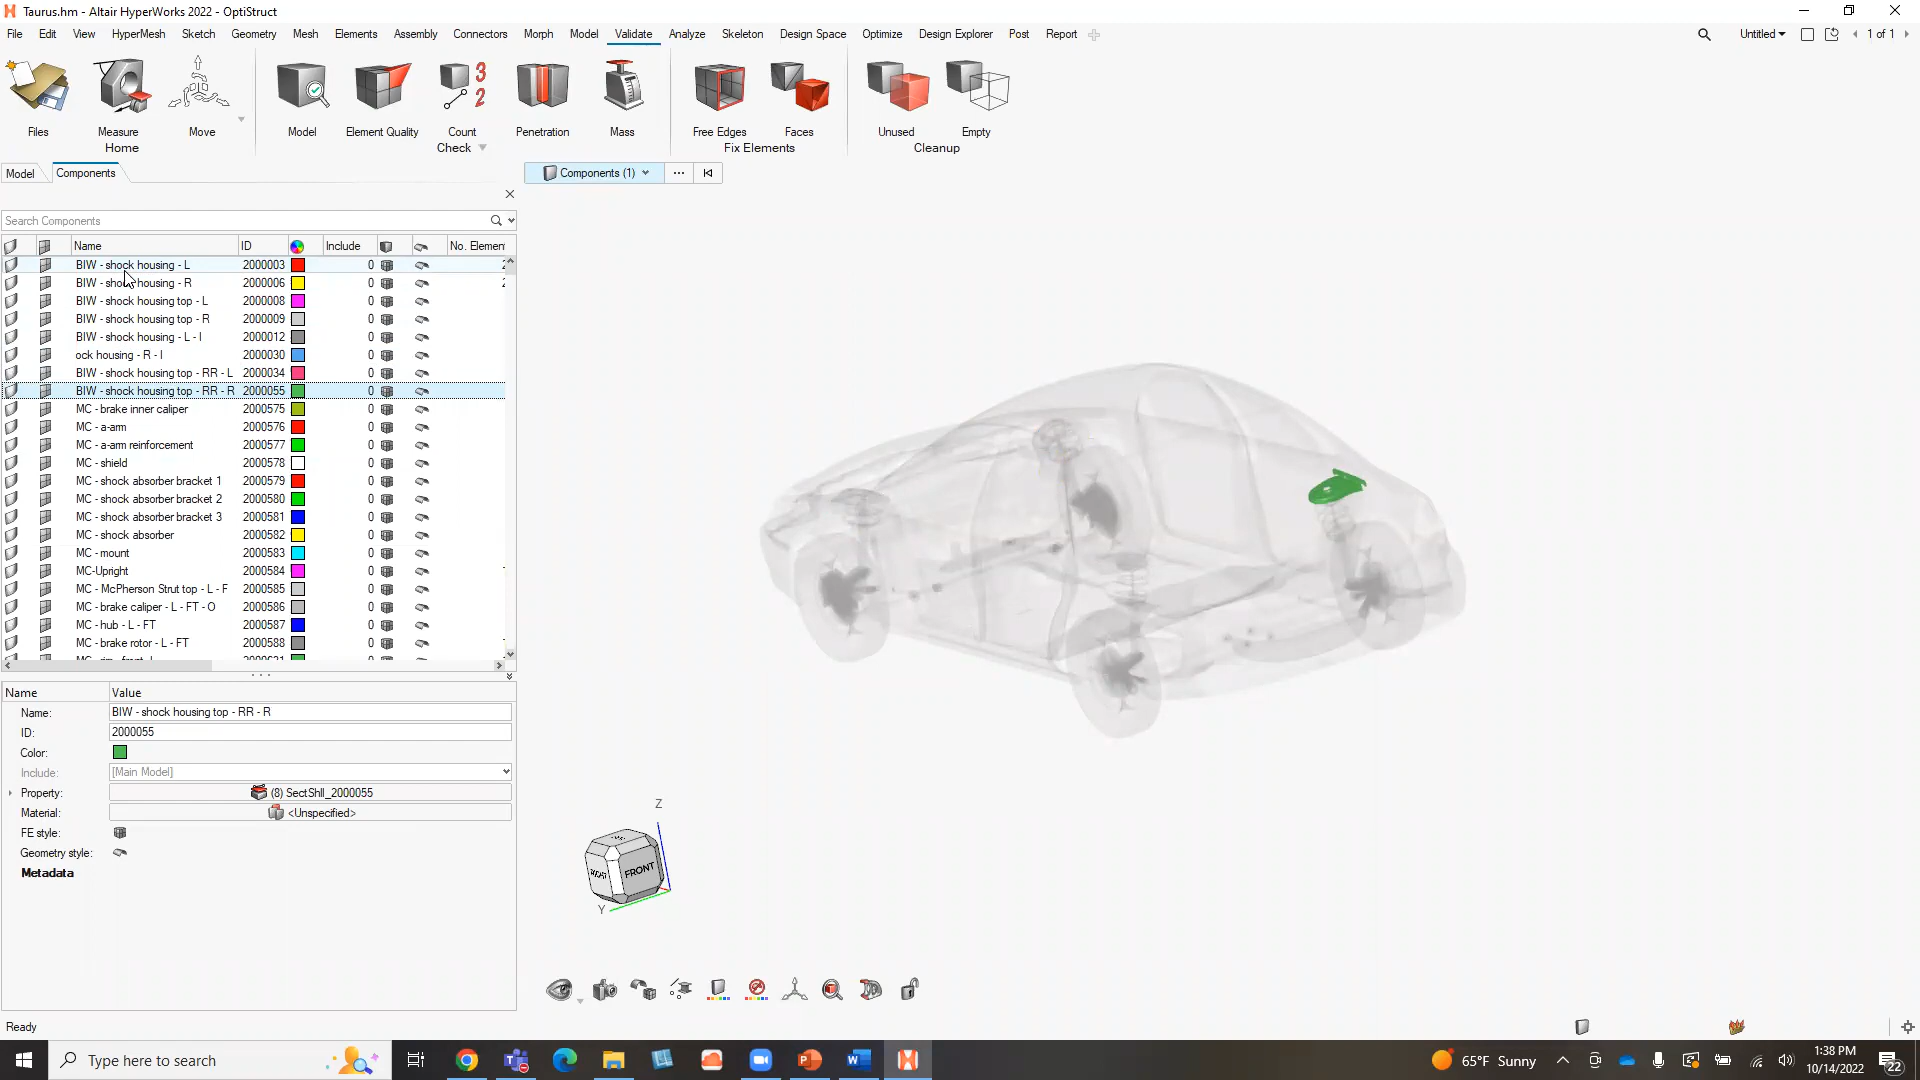 Taurus.hm - Altair HyperWorks 2022 - OptiStruct
File Edit View HyperMesh Sketch Geometry Mesh Elements Assembly Connectors Morph Model Validate Analyze Skeleton Design Space Optimize Design Explorer Post Report Untitled 1 of 1
3
2
Files Measure Move Model Element Quality Count Penetration Mass Free Edges Faces Unused Empty
Home Check Fix Elements Cleanup
Model Components
Components (1)
Search Components
Name ID Include No. Elemen
BIW - shock housing - L 2000003 0
BIW - shock housing - R 2000006 0
BIW - shock housing top - L 2000008 0
BIW - shock housing top - R 2000009 0
BIW - shock housing - L - I 2000012 0
ock housing - R - I 2000030 0
BIW - shock housing top - RR - L 2000034 0
BIW - shock housing top - RR - R 2000055 0
MC - brake inner caliper 2000575 0
MC - a-arm 2000576 0
MC - a-arm reinforcement 2000577 0
MC - shield 2000578 0
MC - shock absorber bracket 1 2000579 0
MC - shock absorber bracket 2 2000580 0
MC - shock absorber bracket 3 2000581 0
MC - shock absorber 2000582 0
MC - mount 2000583 0
MC-Upright 2000584 0
MC - McPherson Strut top - L - F 2000585 0
MC - brake caliper - L - FT - O 2000586 0
MC - hub - L - FT 2000587 0
MC - brake rotor - L - FT 2000588 0
Name Value
Name: BIW - shock housing top - RR - R
ID: 2000055
Color:
Include: [Main Model]
Property: (8) SectShll_2000055
Material: <Unspecified>
FE style:
Geometry style:
Metadata
Z
FRONT
Y
Ready
Type here to search
65°F Sunny
1:38 PM
10/14/2022
22